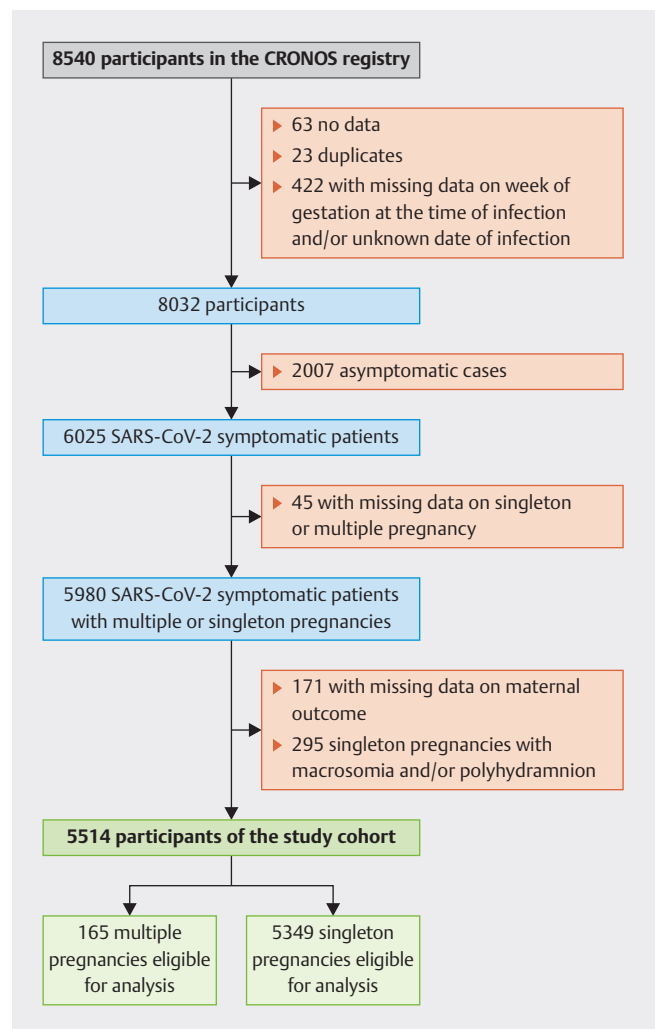 8540 participants in the CRONOS registry
▶ 63 no data
▶ 23 duplicates
▶ 422 with missing data on week of
gestation at the time of infection
and/or unknown date of infection
8032 participants
▶ 2007 asymptomatic cases
6025 SARS-CoV-2 symptomatic patients
▶ 45 with missing data on singleton
or multiple pregnancy
5980 SARS-CoV-2 symptomatic patients
with multiple or singleton pregnancies
▶ 171 with missing data on maternal
outcome
▶ 295 singleton pregnancies with
macrosomia and/or polyhydramnion
5514 participants of the study cohort
165 multiple
pregnancies eligible
for analysis
5349 singleton
pregnancies eligible
for analysis